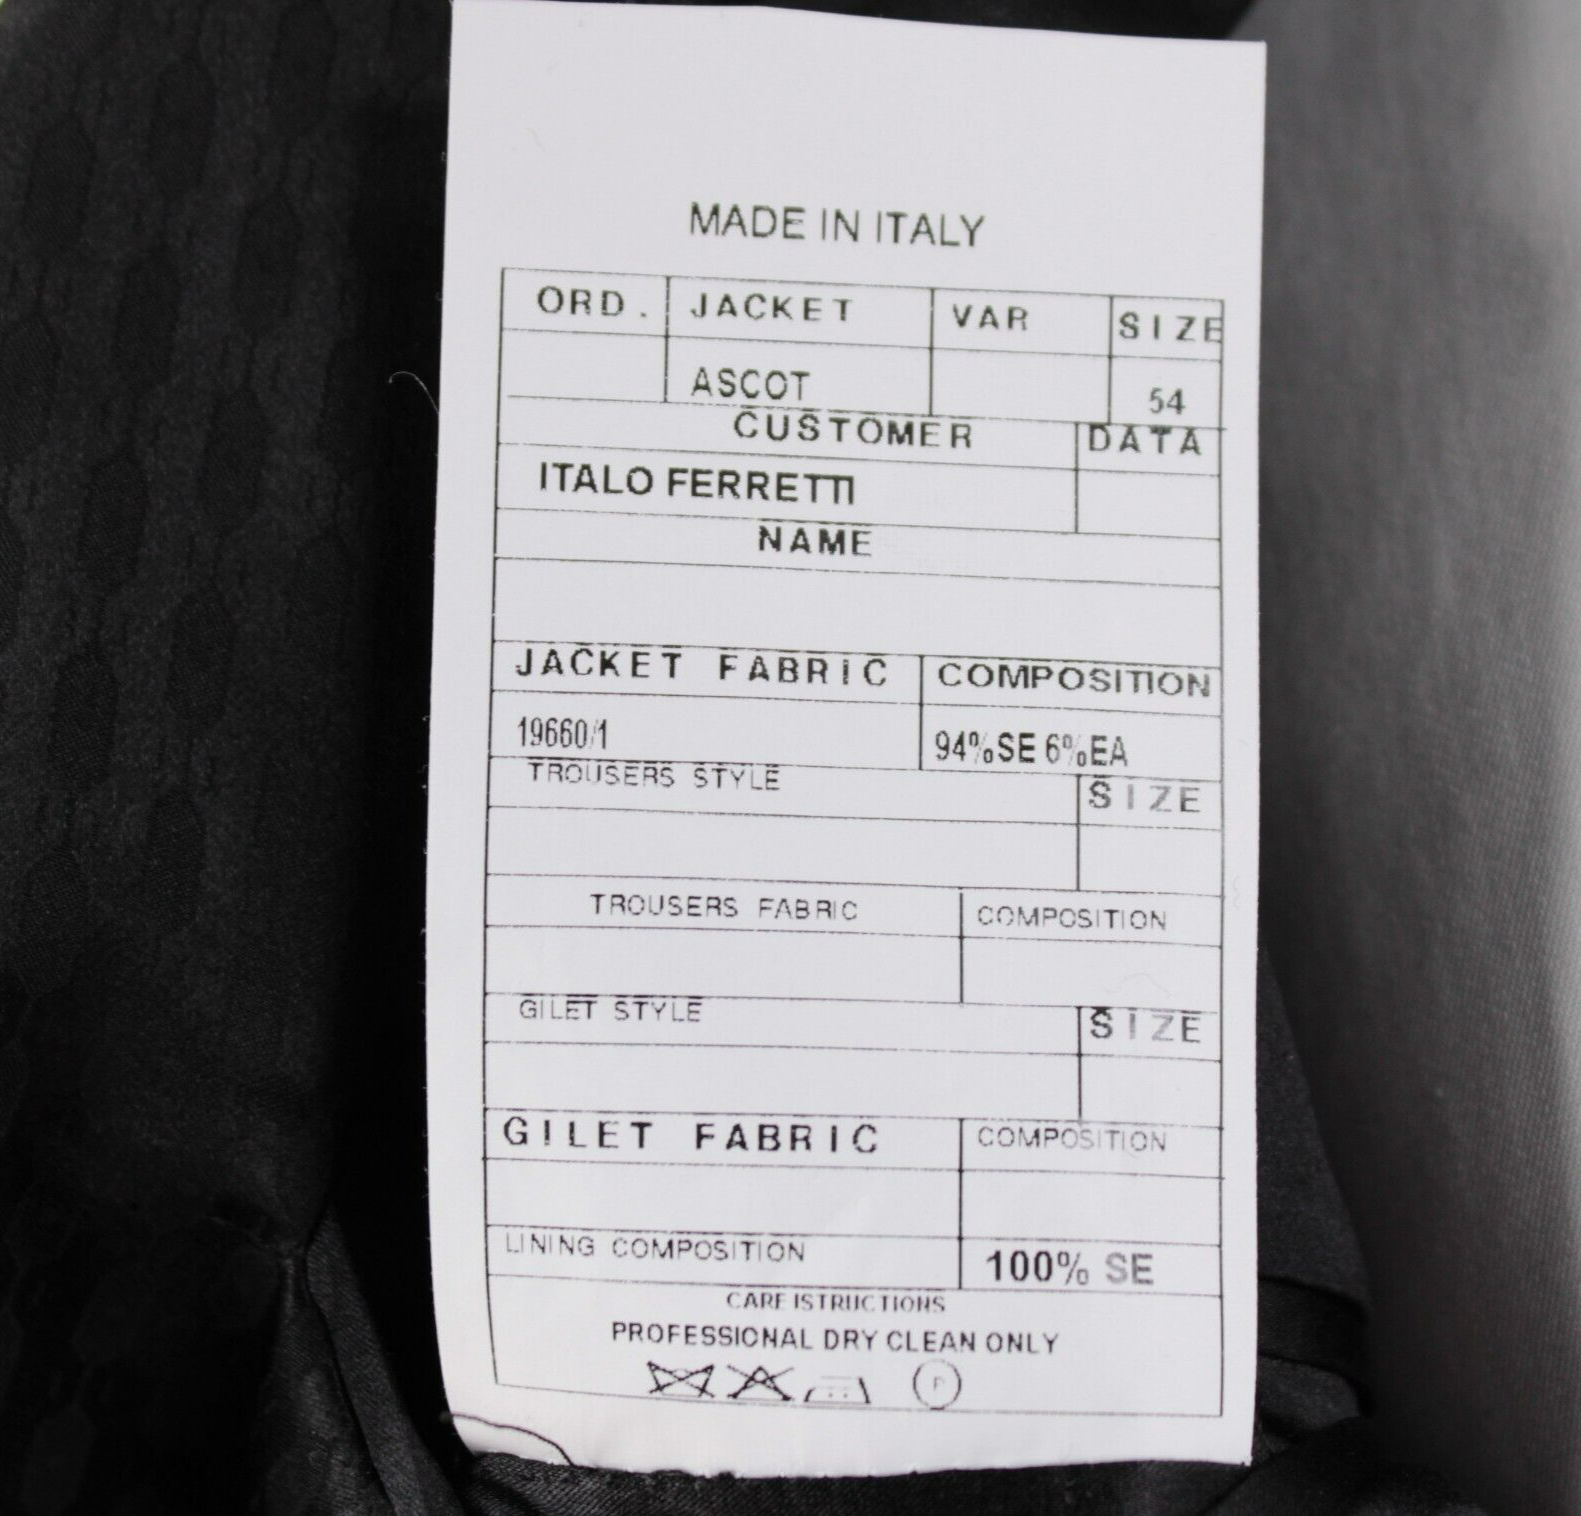 MADE IN ITALY
ORD. JACKET VAR SIZE
ASCOT 54
CUSTOMER DATA
ITALO FERRETTI
NAME
JACKET FABRIC COMPOSITION
19660/1 94%SE 6%EA
TROUSERS STYLE SIZE
TROUSERS FABRIC COMPOSITION
GILET STYLE SIZE
GILET FABRIC COMPOSITION
LINING COMPOSITION 100% SE
CARE ISTRUCTIONS
PROFESSIONAL DRY CLEAN ONLY
P